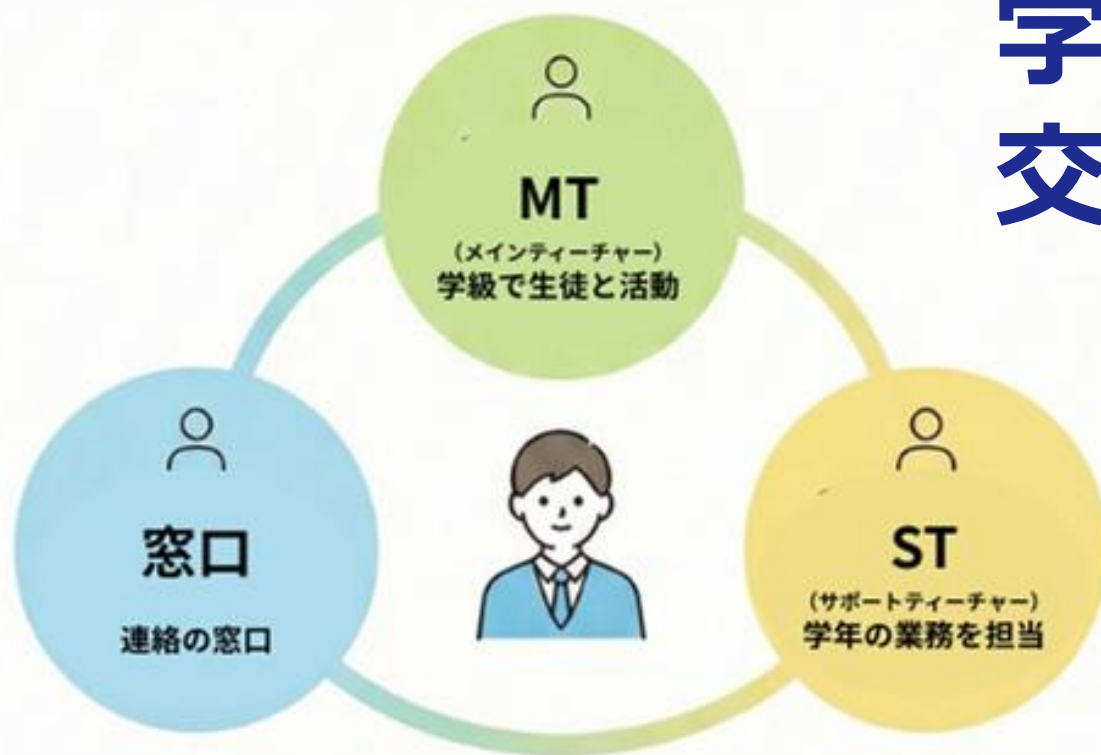 MT
(メインティーチャー)
学級で生徒と活動
窓口
連絡の窓口
ST
(サポートティーチャー)
学年の業務を担当